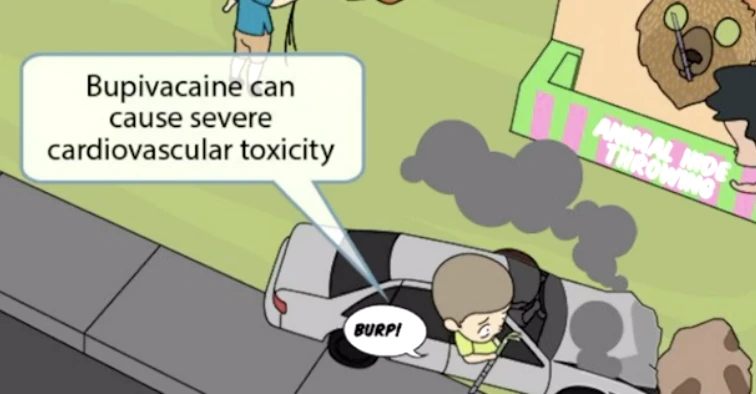 Bupivacaine can
cause severe
cardiovascular toxicity
ANIMAL HIDE
THROWING
BURP!